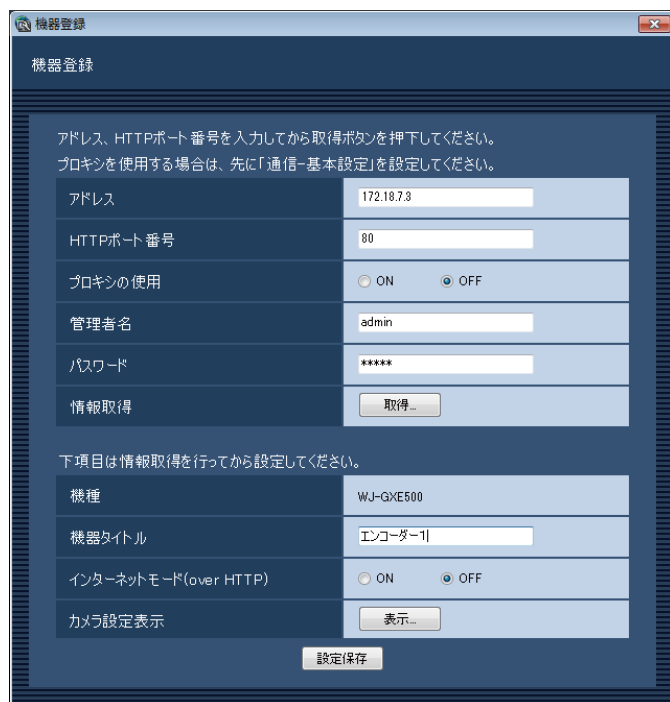 機器登録
機器登録
アドレス、HTTPポート番号を入力してから取得ボタンを押下してください。
プロキシを使用する場合は、先に「通信-基本設定」を設定してください。
アドレス 172.18.7.3
HTTPポート番号 80
プロキシの使用 ON OFF
管理者名 admin
パスワード *****
情報取得 取得...
下項目は情報取得を行ってから設定してください。
機種 WJ-GXE500
機器タイトル エンコーダー1
インターネットモード(over HTTP) ON OFF
カメラ設定表示 表示...
設定保存